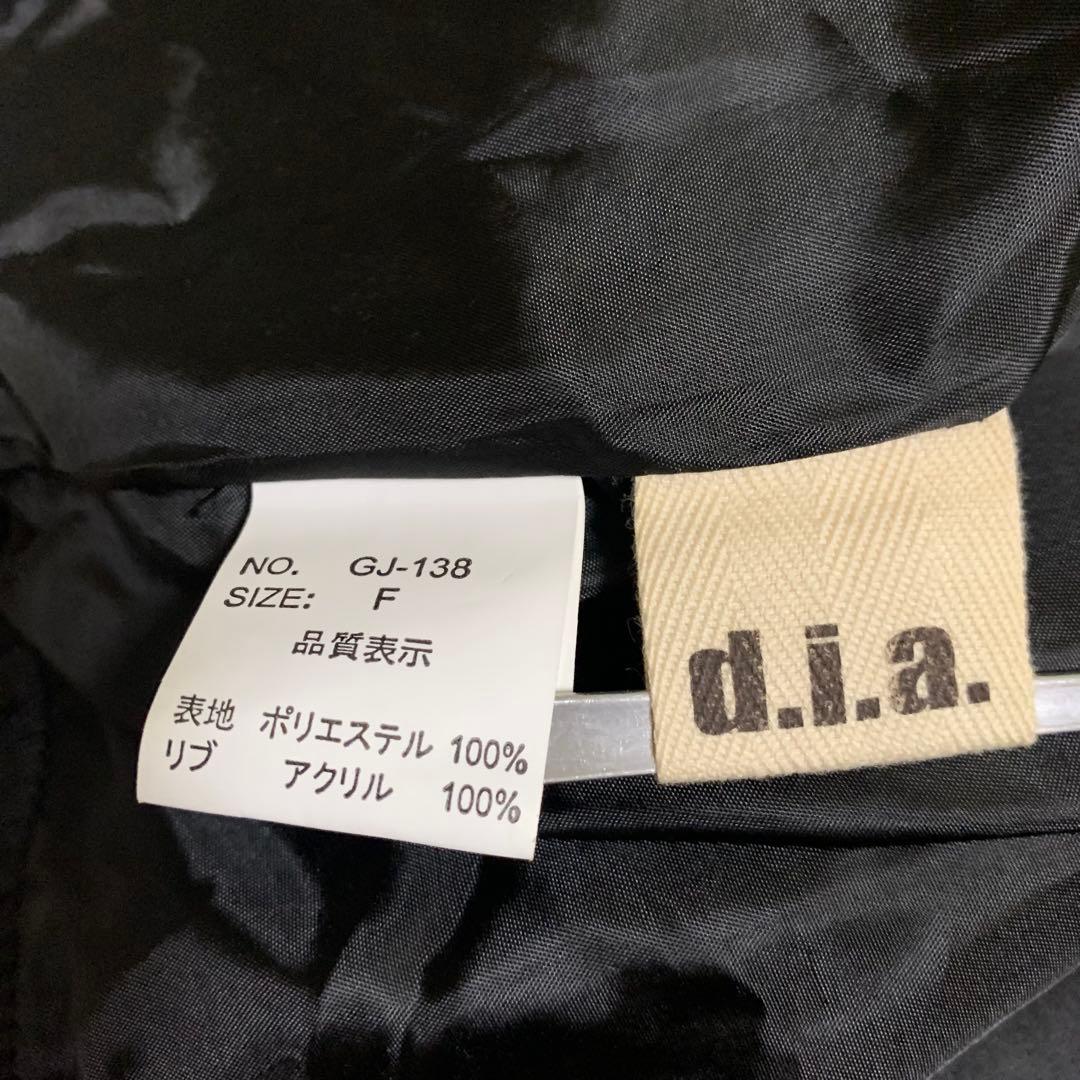 NO. GJ-138
SIZE: F
品質表示
表地 ポリエステル 100%
リブ アクリル 100%
d.i.a.